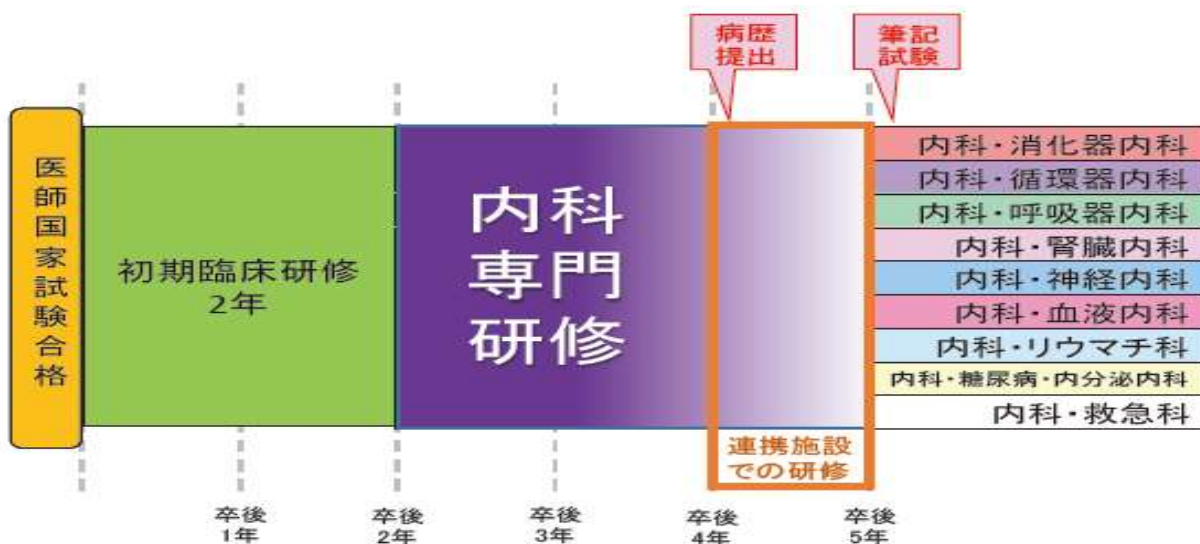 病歴
提出
筆記
試験
医師国家試験合格
初期臨床研修
2年
内科
専門
研修
内科・消化器内科
内科・循環器内科
内科・呼吸器内科
内科・腎臓内科
内科・神経内科
内科・血液内科
内科・リウマチ科
内科・糖尿病・内分泌内科
内科・救急科
連携施設
での研修
卒後
1年
卒後
2年
卒後
3年
卒後
4年
卒後
5年